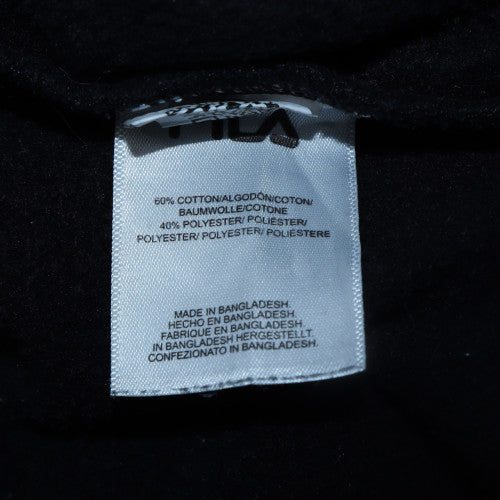 FILA
60% COTTON/ALGODÓN/COTON/
BAUMWOLLE/COTONE
40% POLYESTER/ POLIÉSTER/
POLYESTER/ POLYESTER/ POLIESTERE
MADE IN BANGLADESH.
HECHO EN BANGLADESH.
FABRIQUE EN BANGLADESH.
IN BANGLADESH HERGESTELLT.
CONFEZIONATO IN BANGLADESH.